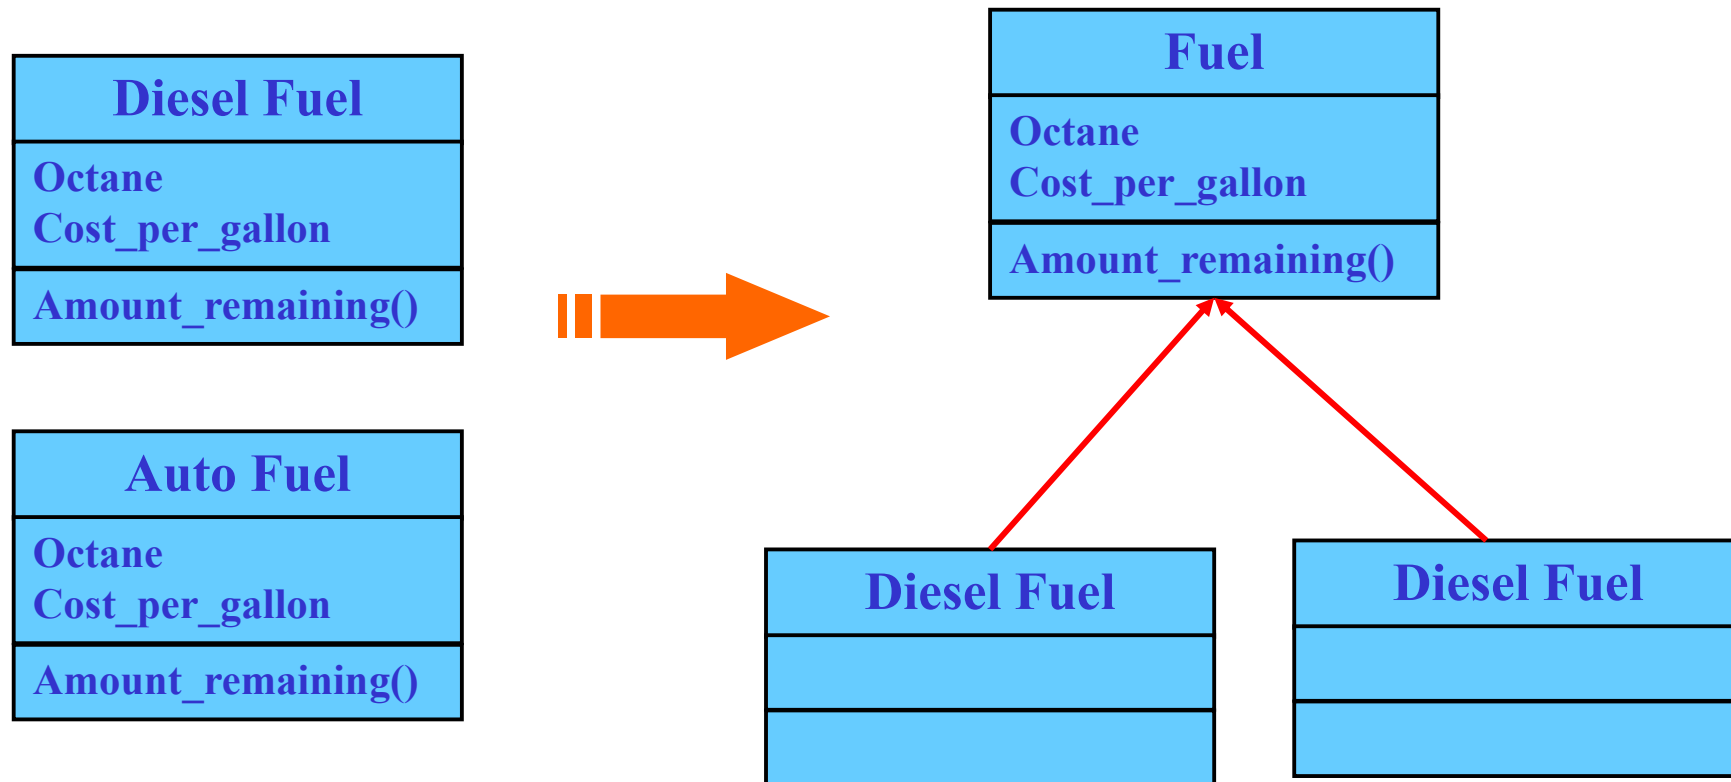 Diesel Fuel
Octane
Cost_per_gallon
Amount_remaining()
Auto Fuel
Octane
Cost_per_gallon
Amount_remaining()
Fuel
Octane
Cost_per_gallon
Amount_remaining()
Diesel Fuel
Diesel Fuel